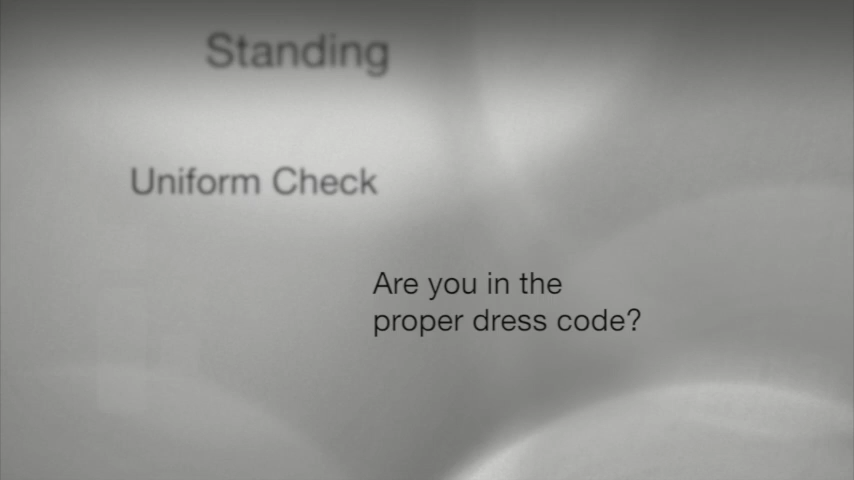 Standing
Uniform Check
Are you in the
proper dress code?